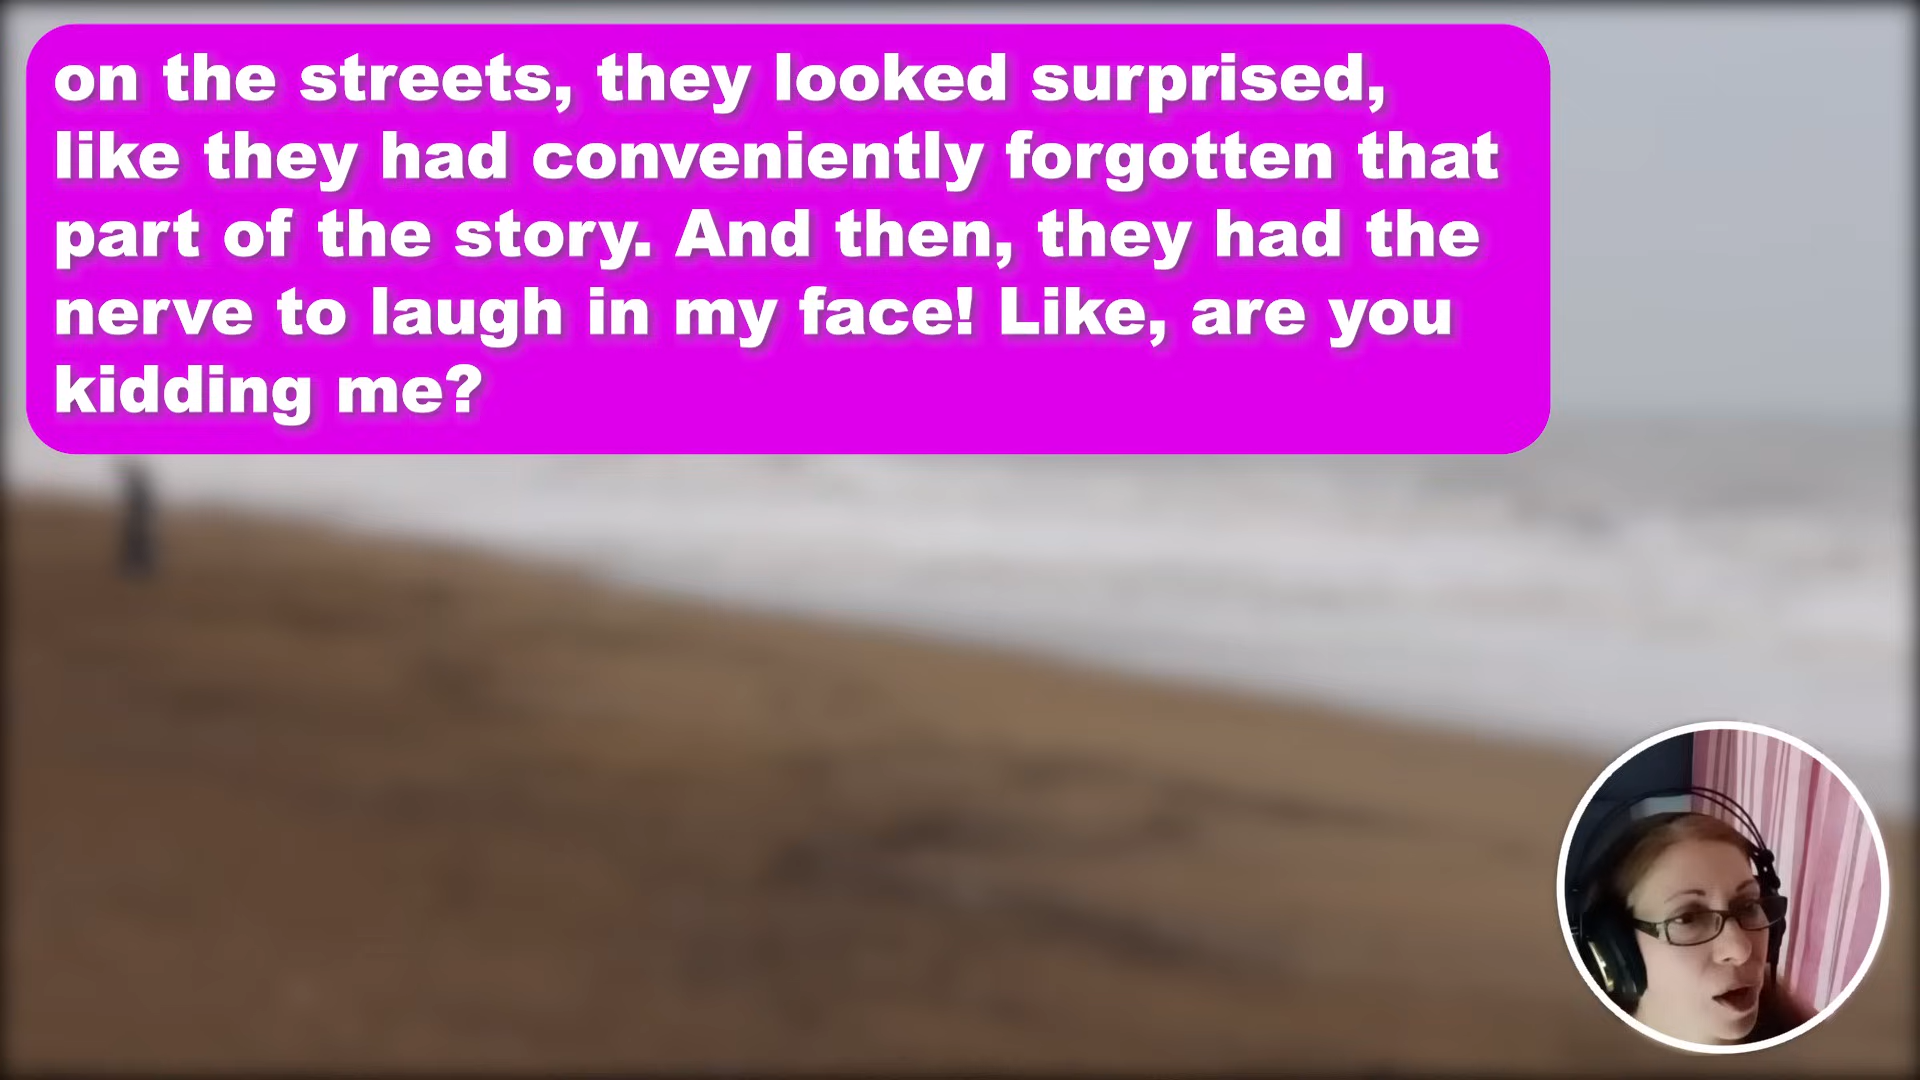 on the streets, they looked surprised,
like they had conveniently forgotten that
part of the story. And then, they had the
nerve to laugh in my face! Like, are you
kidding me?